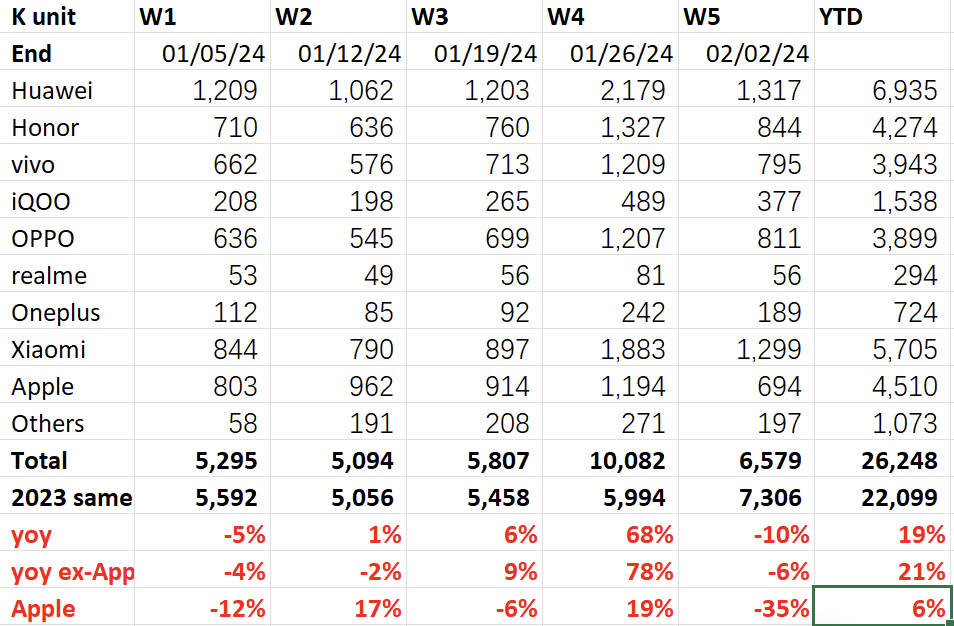 K unit W1 W2 W3 W4 W5 YTD
End 01/05/24 01/12/24 01/19/24 01/26/24 02/02/24
Huawei 1,209 1,062 1,203 2,179 1,317 6,935
Honor 710 636 760 1,327 844 4,274
vivo 662 576 713 1,209 795 3,943
iQOO 208 198 265 489 377 1,538
OPPO 636 545 699 1,207 811 3,899
realme 53 49 56 81 56 294
Oneplus 112 85 92 242 189 724
Xiaomi 844 790 897 1,883 1,299 5,705
Apple 803 962 914 1,194 694 4,510
Others 58 191 208 271 197 1,073
Total 5,295 5,094 5,807 10,082 6,579 26,248
2023 same 5,592 5,056 5,458 5,994 7,306 22,099
yoy -5% 1% 6% 68% -10% 19%
yoy ex-App -4% -2% 9% 78% -6% 21%
Apple -12% 17% -6% 19% -35% 6%